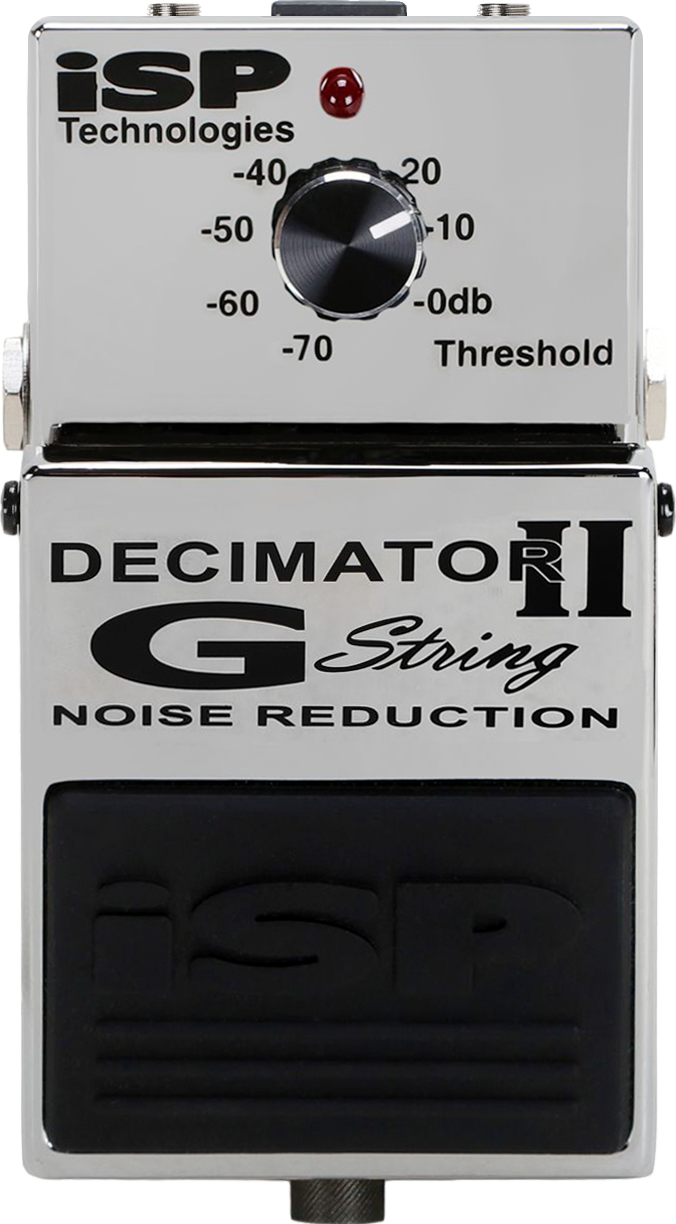 iSP
Technologies
-40 20
-50 -10
-60 -0db
-70
Threshold
DECIMATOR II
G String
NOISE REDUCTION
iSP